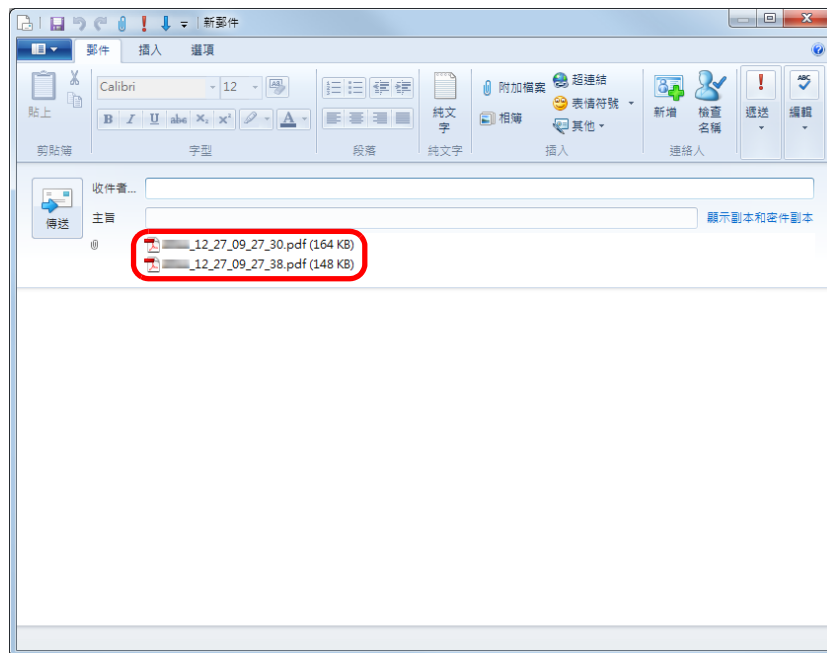 新郵件
郵件 插入 選項
貼上
剪貼簿
Calibri 12
B I U abc X₂ X² A
字型
段落
純文字
純文字
附加檔案
相簿
超連結
表情符號
其他
插入
新增
檢查名稱
連絡人
遞送
ABC
編輯
傳送
收件者...
主旨
顯示副本和密件副本
_12_27_09_27_30.pdf (164 KB)
_12_27_09_27_38.pdf (148 KB)